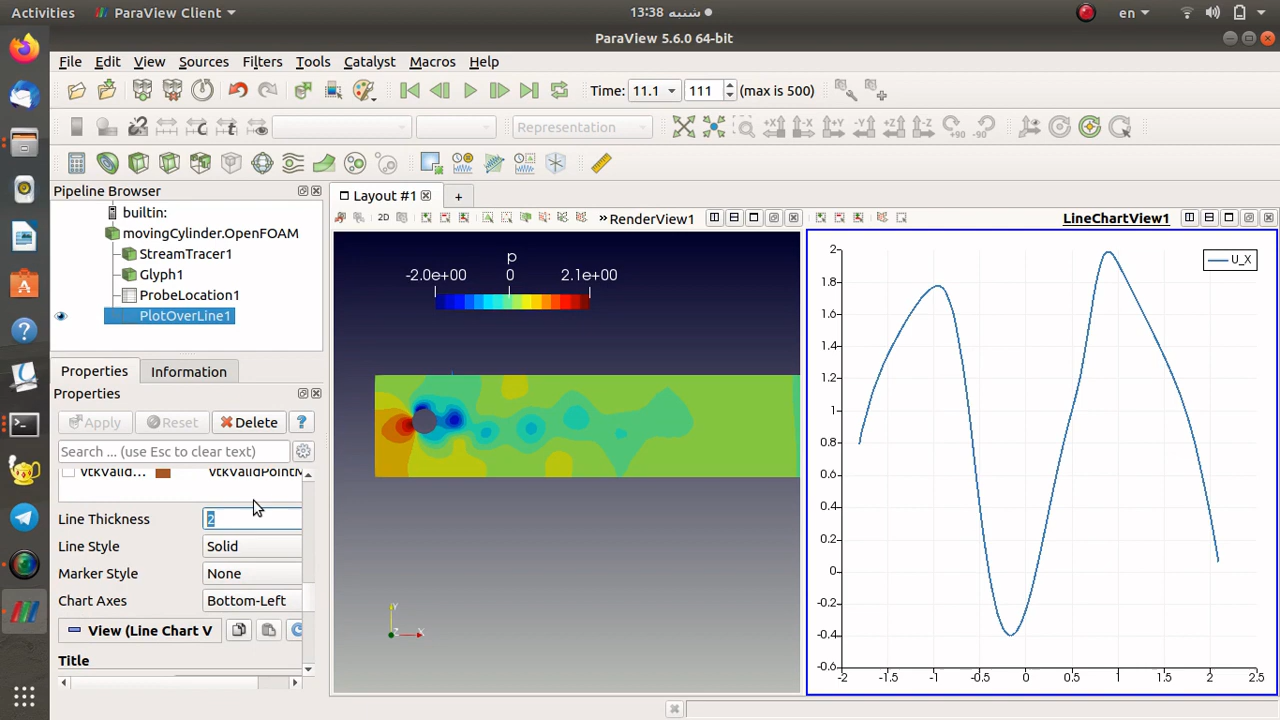 Activities
ParaView Client
شنبه 13:38
en
ParaView 5.6.0 64-bit
File Edit View Sources Filters Tools Catalyst Macros Help
Time: 11.1 111 (max is 500)
Representation
+X -X +Y -Y +Z -Z +90 -90
Pipeline Browser
Layout #1
+
builtin:
movingCylinder.OpenFOAM
StreamTracer1
Glyph1
ProbeLocation1
PlotOverLine1
2D
RenderView1
LineChartView1
Properties Information
Properties
Apply Reset Delete ?
Search ... (use Esc to clear text)
vtkValid...
Line Thickness 2
Line Style Solid
Marker Style None
Chart Axes Bottom-Left
View (Line Chart V
Title
p
-2.0e+00 0 2.1e+00
Y
X
Z
U_X
2
1.8
1.6
1.4
1.2
1
0.8
0.6
0.4
0.2
0
-0.2
-0.4
-0.6
-2 -1.5 -1 -0.5 0 0.5 1 1.5 2 2.5